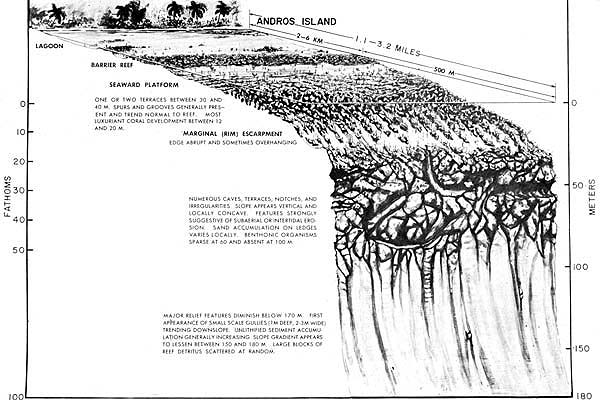 ANDROS ISLAND
LAGOON
2-6 KM
1.1-3.2 MILES
BARRIER REEF
500 M
SEAWARD PLATFORM
ONE OR TWO TERRACES BETWEEN 30 AND
40 M. SPURS AND GROOVES GENERALLY PRES-
ENT AND TREND NORMAL TO REEF. MOST
LUXURIANT CORAL DEVELOPMENT BETWEEN 12
AND 20 M.
MARGINAL (RIM) ESCARPMENT
EDGE ABRUPT AND SOMETIMES OVERHANGING
NUMEROUS CAVES, TERRACES, NOTCHES, AND
IRREGULARITIES. SLOPE APPEARS VERTICAL AND
LOCALLY CONCAVE. FEATURES STRONGLY
SUGGESTIVE OF SUBAERIAL OR INTERTIDAL ERO-
SION. SAND ACCUMULATION ON LEDGES
VARIES LOCALLY. BENTHONIC ORGANISMS
SPARSE AT 60 AND ABSENT AT 100 M.
MAJOR RELIEF FEATURES DIMINISH BELOW 170 M. FIRST
APPEARANCE OF SMALL SCALE GULLIES (1M DEEP, 2-3M WIDE)
TRENDING DOWNSLOPE. UNLITHIFIED SEDIMENT ACCUMU-
LATION GENERALLY INCREASING. SLOPE GRADIENT APPEARS
TO LESSEN BETWEEN 150 AND 180 M. LARGE BLOCKS OF
REEF DETRITUS SCATTERED AT RANDOM.
FATHOMS
0
10
20
30
40
50
100
METERS
0
50
100
150
180